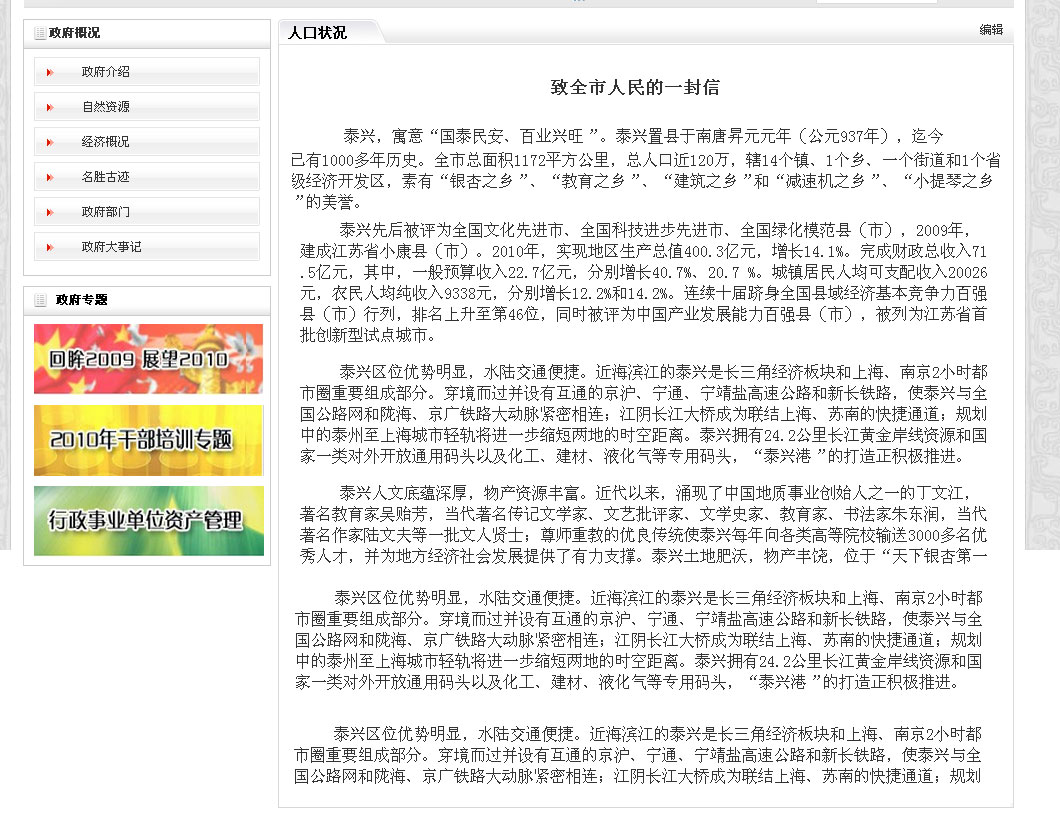 政府概况
政府介绍
自然资源
经济概况
名胜古迹
政府部门
政府大事记
政府专题
回眸2009 展望2010
2010年干部培训专题
行政事业单位资产管理
人口状况
编辑
致全市人民的一封信
泰兴，寓意“国泰民安、百业兴旺 ”。泰兴置县于南唐昇元元年（公元937年），迄今
已有1000多年历史。全市总面积1172平方公里，总人口近120万，辖14个镇、1个乡、一个街道和1个省
级经济开发区，素有“银杏之乡 ”、“教育之乡 ”、“建筑之乡 ”和“减速机之乡 ”、“小提琴之乡
”的美誉。
泰兴先后被评为全国文化先进市、全国科技进步先进市、全国绿化模范县（市），2009年，
建成江苏省小康县（市）。2010年，实现地区生产总值400.3亿元，增长14.1%。完成财政总收入71
.5亿元，其中，一般预算收入22.7亿元，分别增长40.7%、20.7 %。城镇居民人均可支配收入20026
元，农民人均纯收入9338元，分别增长12.2%和14.2%。连续十届跻身全国县域经济基本竞争力百强
县（市）行列，排名上升至第46位，同时被评为中国产业发展能力百强县（市），被列为江苏省首
批创新型试点城市。
泰兴区位优势明显，水陆交通便捷。近海滨江的泰兴是长三角经济板块和上海、南京2小时都
市圈重要组成部分。穿境而过并设有互通的京沪、宁通、宁靖盐高速公路和新长铁路，使泰兴与全
国公路网和陇海、京广铁路大动脉紧密相连；江阴长江大桥成为联结上海、苏南的快捷通道；规划
中的泰州至上海城市轻轨将进一步缩短两地的时空距离。泰兴拥有24.2公里长江黄金岸线资源和国
家一类对外开放通用码头以及化工、建材、液化气等专用码头，“泰兴港 ”的打造正积极推进。
泰兴人文底蕴深厚，物产资源丰富。近代以来，涌现了中国地质事业创始人之一的丁文江，
著名教育家吴贻芳，当代著名传记文学家、文艺批评家、文学史家、教育家、书法家朱东润，当代
著名作家陆文夫等一批文人贤士；尊师重教的优良传统使泰兴每年向各类高等院校输送3000多名优
秀人才，并为地方经济社会发展提供了有力支撑。泰兴土地肥沃，物产丰饶，位于“天下银杏第一
泰兴区位优势明显，水陆交通便捷。近海滨江的泰兴是长三角经济板块和上海、南京2小时都
市圈重要组成部分。穿境而过并设有互通的京沪、宁通、宁靖盐高速公路和新长铁路，使泰兴与全
国公路网和陇海、京广铁路大动脉紧密相连；江阴长江大桥成为联结上海、苏南的快捷通道；规划
中的泰州至上海城市轻轨将进一步缩短两地的时空距离。泰兴拥有24.2公里长江黄金岸线资源和国
家一类对外开放通用码头以及化工、建材、液化气等专用码头，“泰兴港 ”的打造正积极推进。
泰兴区位优势明显，水陆交通便捷。近海滨江的泰兴是长三角经济板块和上海、南京2小时都
市圈重要组成部分。穿境而过并设有互通的京沪、宁通、宁靖盐高速公路和新长铁路，使泰兴与全
国公路网和陇海、京广铁路大动脉紧密相连；江阴长江大桥成为联结上海、苏南的快捷通道；规划